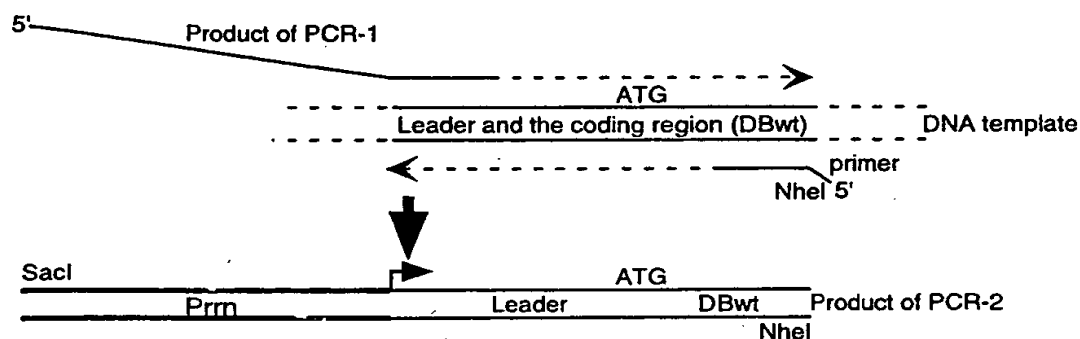 5'
Product of PCR-1
ATG
Leader and the coding region (DBwt)
DNA template
primer
NheI 5'
SacI
ATG
Prrn
Leader
DBwt
Product of PCR-2
NheI